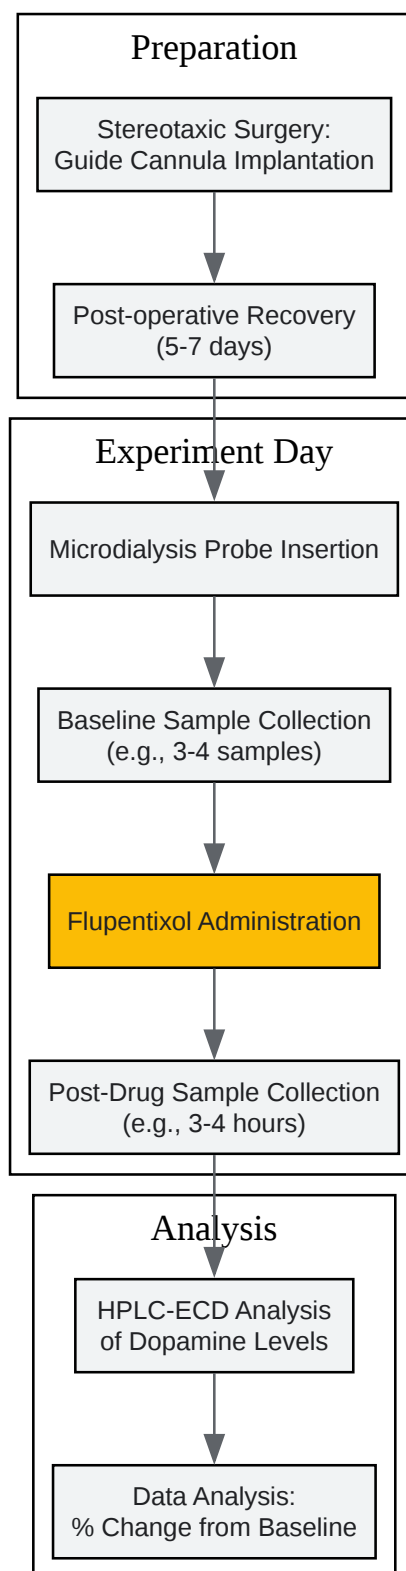 Preparation
Stereotaxic Surgery:
Guide Cannula Implantation
Post-operative Recovery
(5-7 days)
Experiment Day
Microdialysis Probe Insertion
Baseline Sample Collection
(e.g., 3-4 samples)
Flupentixol Administration
Post-Drug Sample Collection
(e.g., 3-4 hours)
Analysis
HPLC-ECD Analysis
of Dopamine Levels
Data Analysis:
% Change from Baseline